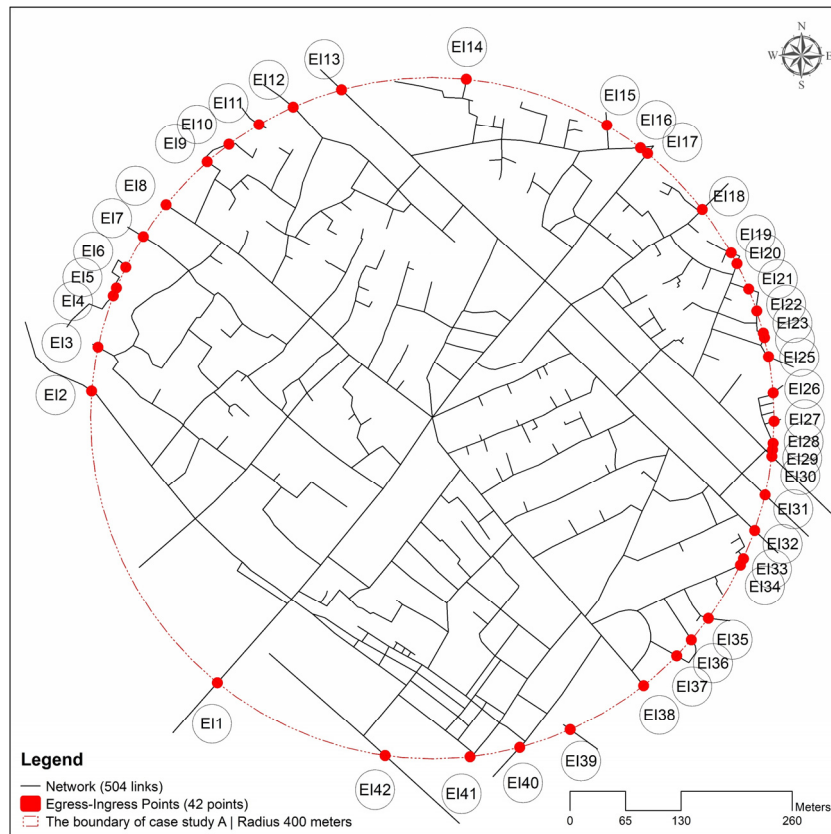 EI14
EI13
EI12
EI11
EI10
EI9
EI8
EI7
EI6
EI5
EI4
EI3
EI2
EI1
EI15
EI16
EI17
EI18
EI19
EI20
EI21
EI22
EI23
EI25
EI26
EI27
EI28
EI29
EI30
EI31
EI32
EI33
EI34
EI35
EI36
EI37
EI38
EI39
EI40
EI41
EI42
N
W
E
S
Legend
Network (504 links)
Egress-Ingress Points (42 points)
The boundary of case study A | Radius 400 meters
Meters
0 65 130 260